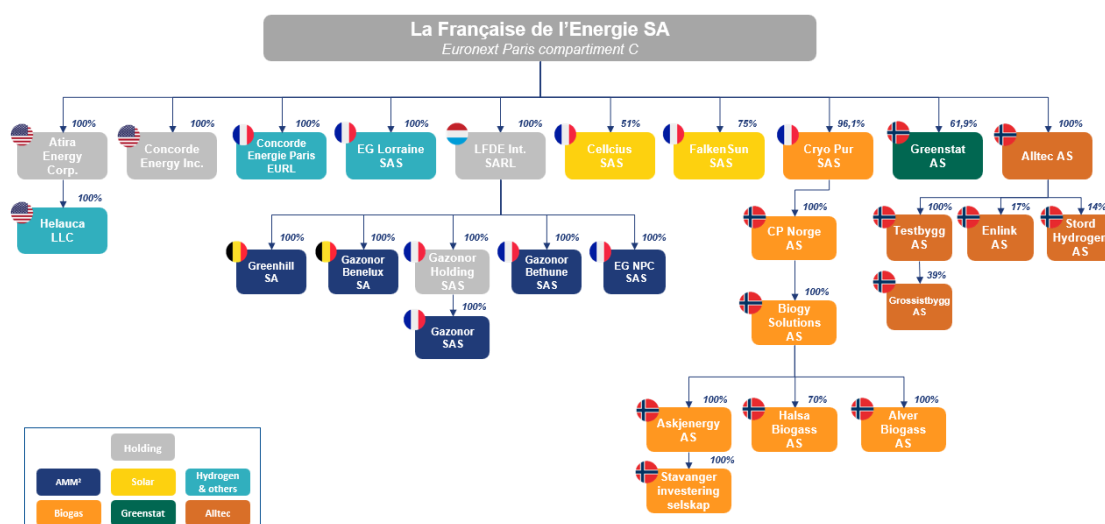 La Française de l'Energie SA
Euronext Paris compartiment C
100%
100%
100%
100%
100%
51%
75%
96,1%
61,9%
100%
Atira
Energy
Corp.
Concorde
Energy Inc.
Concorde
Energie Paris
EURL
EG Lorraine
SAS
LFDE Int.
SARL
Cellcius
SAS
FalkenSun
SAS
Cryo Pur
SAS
Greenstat
AS
Alltec AS
100%
Helauca
LLC
100%
100%
100%
100%
100%
Greenhill
SA
Gazonor
Benelux
SA
Gazonor
Holding
SAS
Gazonor
Bethune
SAS
EG NPC
SAS
100%
Gazonor
SAS
100%
CP Norge
AS
100%
Biogy
Solutions
AS
100%
17%
14%
Testbygg
AS
Enlink
AS
Stord
Hydrogen
AS
39%
Grossistbygg
AS
100%
70%
100%
Askjenergy
AS
Halsa
Biogass
AS
Alver
Biogass
AS
100%
Stavanger
investering
selskap
Holding
AMM²
Solar
Hydrogen
& others
Biogas
Greenstat
Alltec